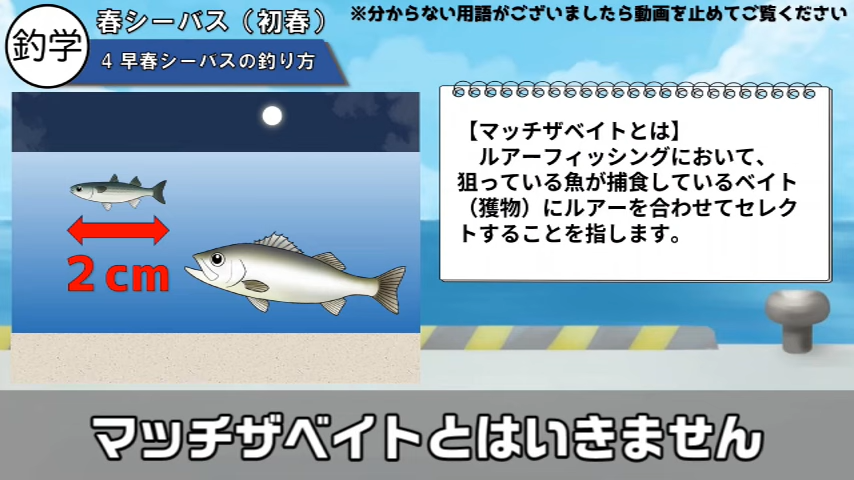 釣学
春シーバス（初春）
※分からない用語がございましたら動画を止めてご覧ください
4 早春シーバスの釣り方
【マッチザベイトとは】
ルアーフィッシングにおいて、
狙っている魚が捕食しているベイト
（獲物）にルアーを合わせてセレク
トすることを指します。
2cm
マッチザベイトとはいきません